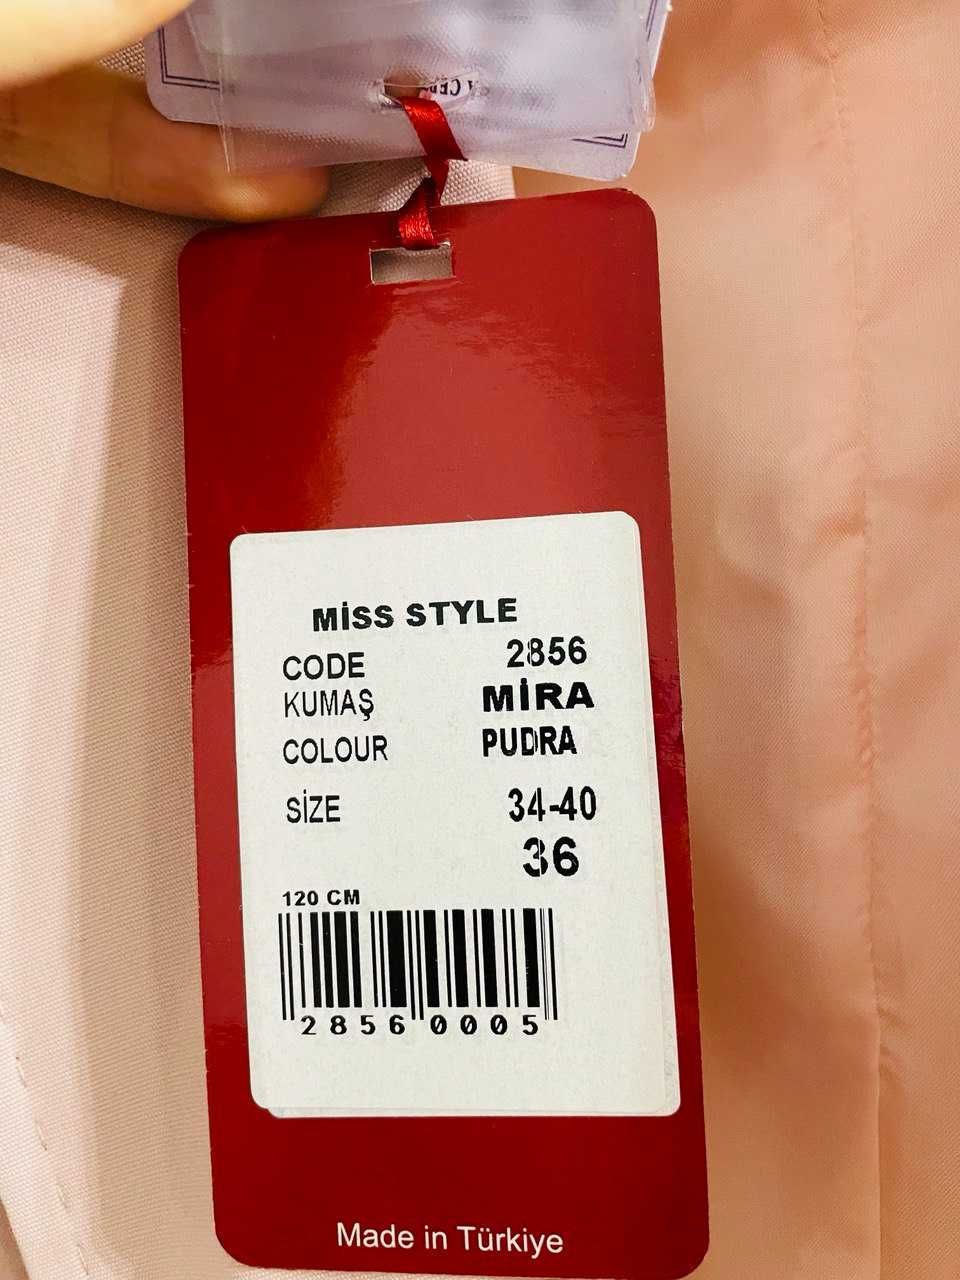 MİSS STYLE
CODE 2856
KUMAŞ MİRA
COLOUR PUDRA
SİZE 34-40
36
120 CM
2856 0005
Made in Türkiye